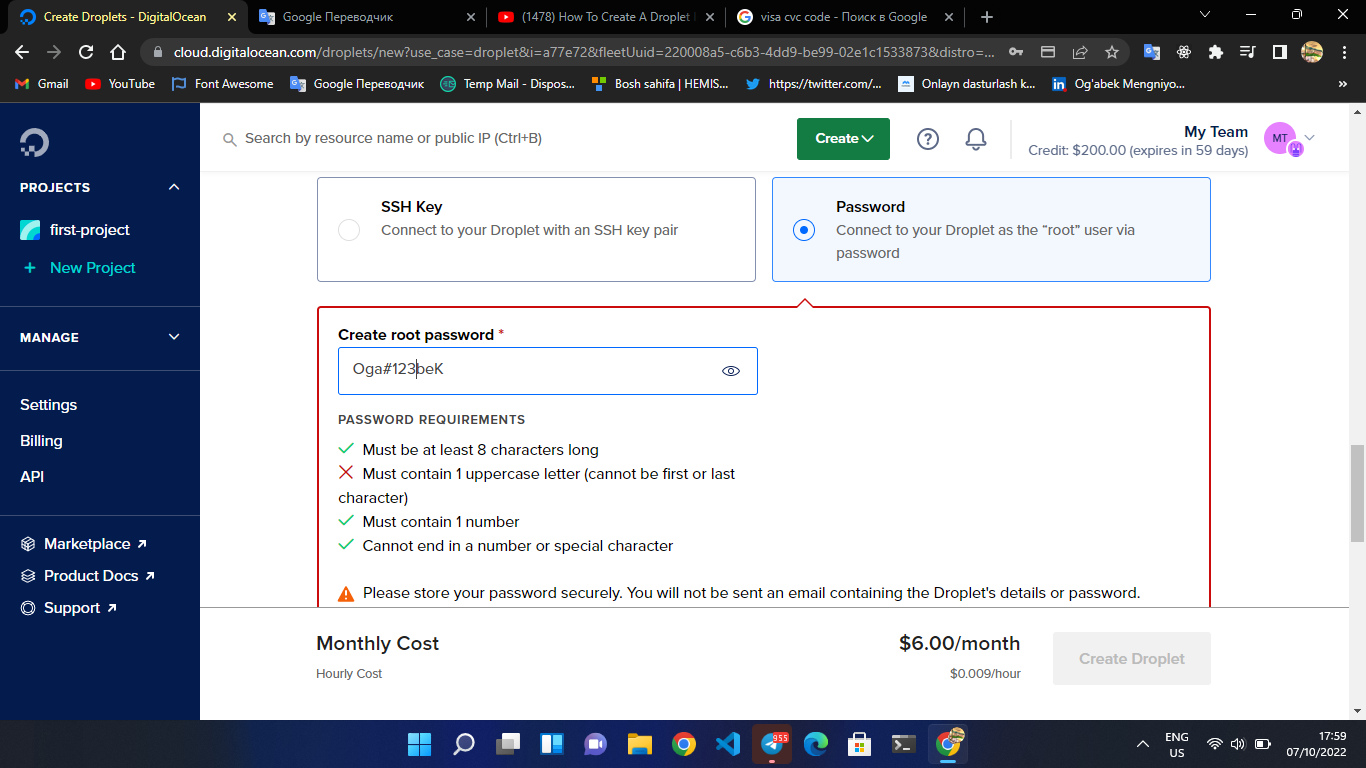 Create Droplets - DigitalOcean
Google Переводчик
(1478) How To Create A Droplet
visa cvc code - Поиск в Google
cloud.digitalocean.com/droplets/new?use_case=droplet&i=a77e72&fleetUuid=220008a5-c6b3-4dd9-be99-02e1c1533873&distro=...
Gmail
YouTube
Font Awesome
Google Переводчик
Temp Mail - Dispos...
Bosh sahifa | HEMIS...
https://twitter.com/...
Onlayn dasturlash k...
Og'abek Mengniyo...
»
Search by resource name or public IP (Ctrl+B)
Create
My Team
Credit: $200.00 (expires in 59 days)
MT
PROJECTS
first-project
+ New Project
MANAGE
Settings
Billing
API
Marketplace
Product Docs
Support
SSH Key
Connect to your Droplet with an SSH key pair
Password
Connect to your Droplet as the “root” user via
password
Create root password *
Oga#123beK
PASSWORD REQUIREMENTS
Must be at least 8 characters long
Must contain 1 uppercase letter (cannot be first or last
character)
Must contain 1 number
Cannot end in a number or special character
Please store your password securely. You will not be sent an email containing the Droplet's details or password.
Monthly Cost
$6.00/month
Hourly Cost
$0.009/hour
Create Droplet
955
ENG
US
17:59
07/10/2022